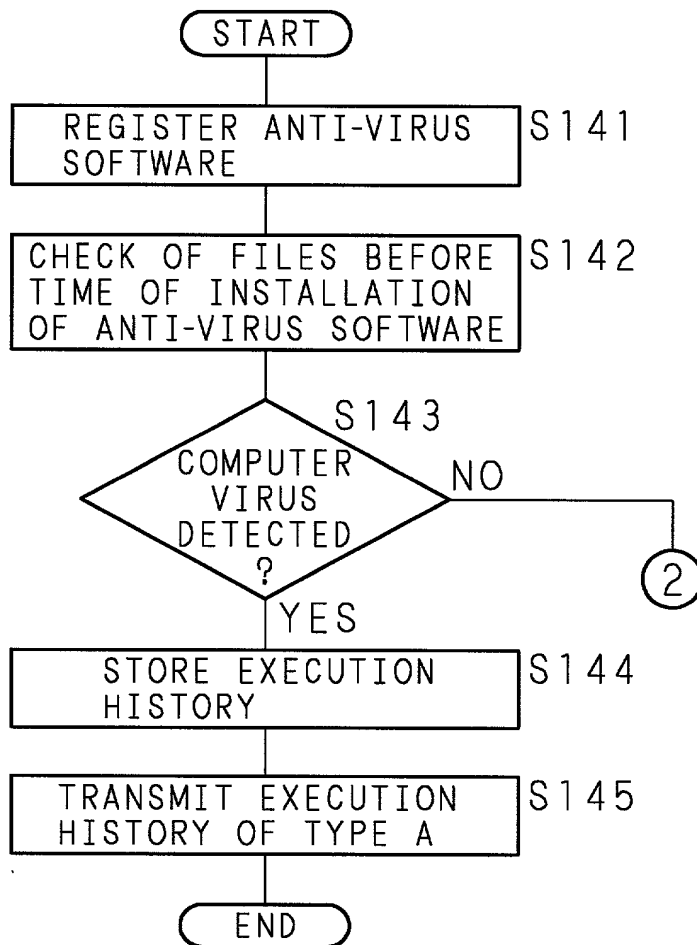 START
REGISTER ANTI-VIRUS
SOFTWARE
S141
CHECK OF FILES BEFORE
TIME OF INSTALLATION
OF ANTI-VIRUS SOFTWARE
S142
S143
COMPUTER
VIRUS
DETECTED
?
NO
2
YES
STORE EXECUTION
HISTORY
S144
TRANSMIT EXECUTION
HISTORY OF TYPE A
S145
END